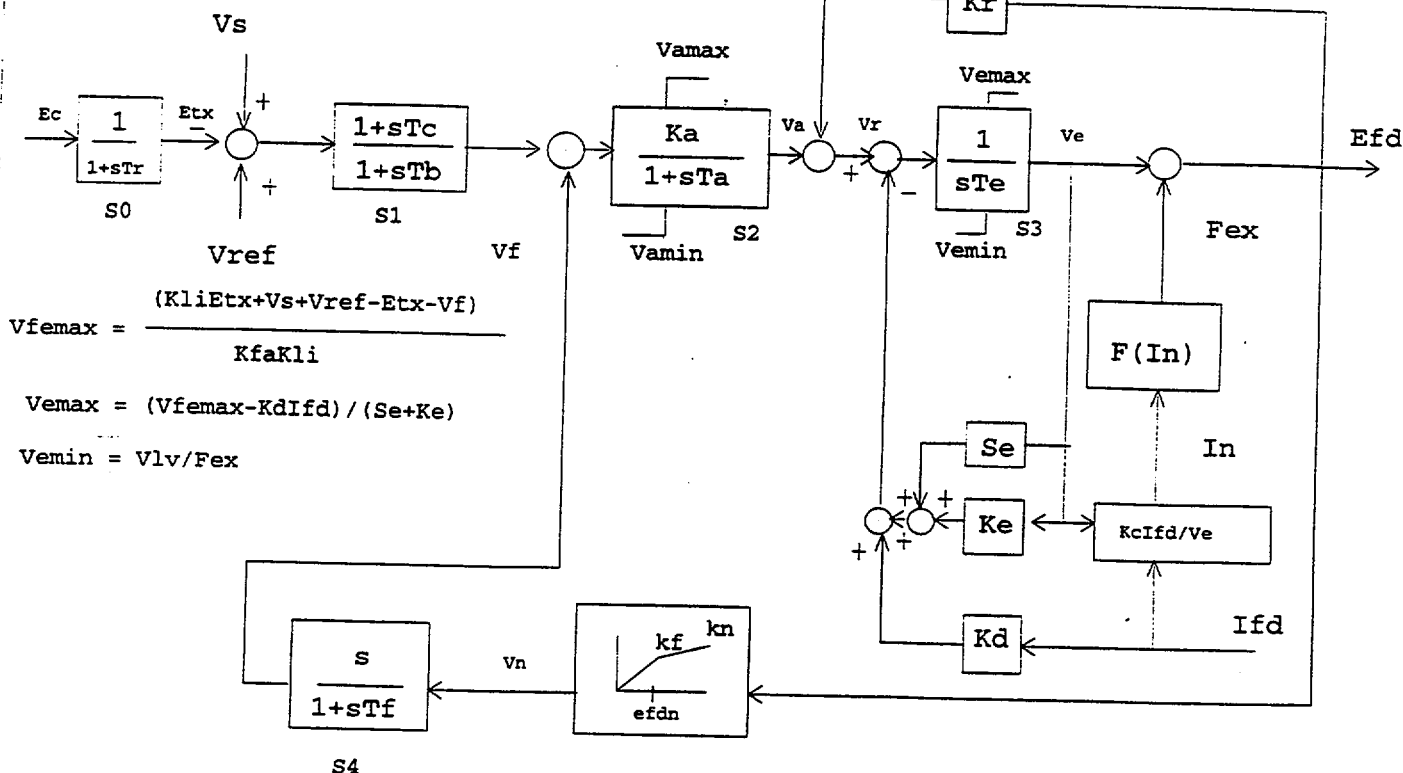 Kr
Vs
Vamax
Vemax
Ec
1
1+sTr
S0
Etx
−
+
+
Vref
1+sTc
1+sTb
S1
Vf
Ka
1+sTa
S2
Vamin
Va
+
Vr
−
1
sTe
S3
Vemin
Ve
Efd
Fex
F(In)
In
Vfemax = (KliEtx+Vs+Vref-Etx-Vf)
KfaKli
Vemax = (Vfemax-KdIfd)/(Se+Ke)
Vemin = Vlv/Fex
Se
+
+
Ke
KcIfd/Ve
+
+
Kd
Ifd
s
1+sTf
S4
Vn
kf
kn
efdn